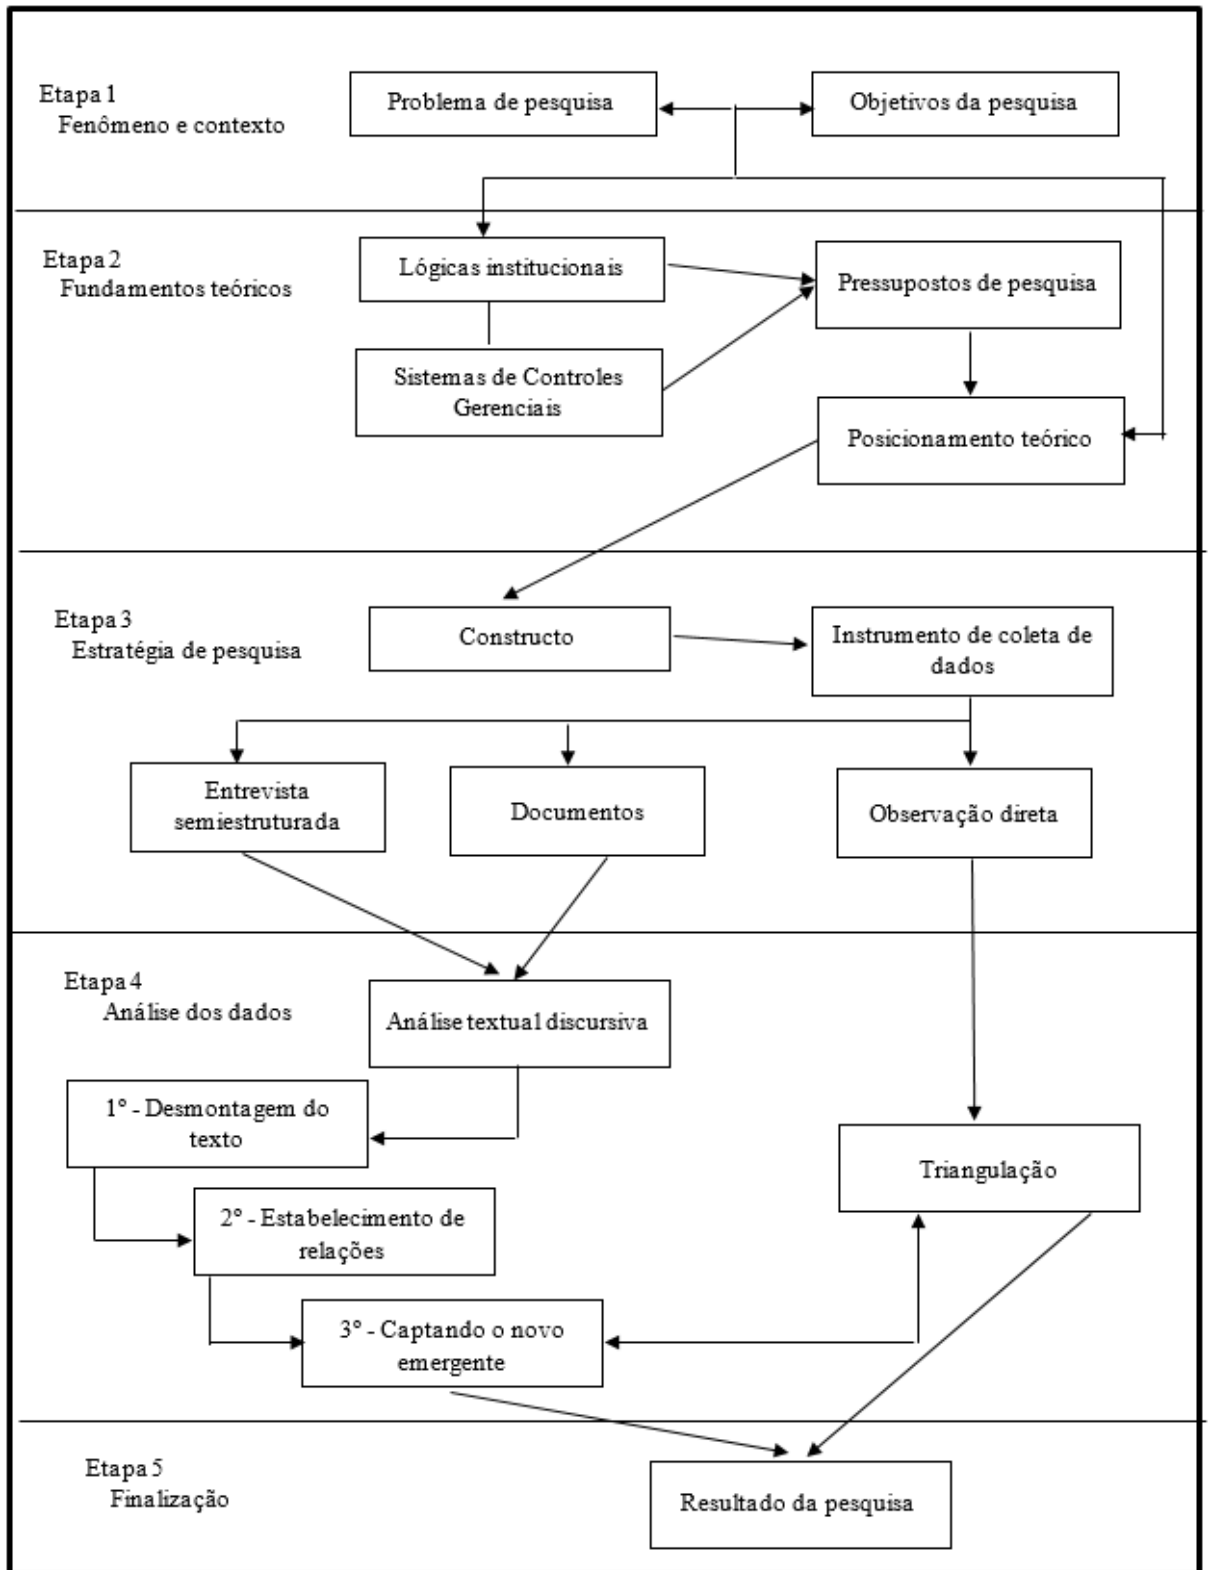 Etapa 1
Fenômeno e contexto
Problema de pesquisa
Objetivos da pesquisa
Etapa 2
Fundamentos teóricos
Lógicas institucionais
Pressupostos de pesquisa
Sistemas de Controles
Gerenciais
Posicionamento teórico
Etapa 3
Estratégia de pesquisa
Constructo
Instrumento de coleta de
dados
Entrevista
semiestruturada
Documentos
Observação direta
Etapa 4
Análise dos dados
Análise textual discursiva
1º - Desmontagem do
texto
Triangulação
2º - Estabelecimento de
relações
3º - Captando o novo
emergente
Etapa 5
Finalização
Resultado da pesquisa